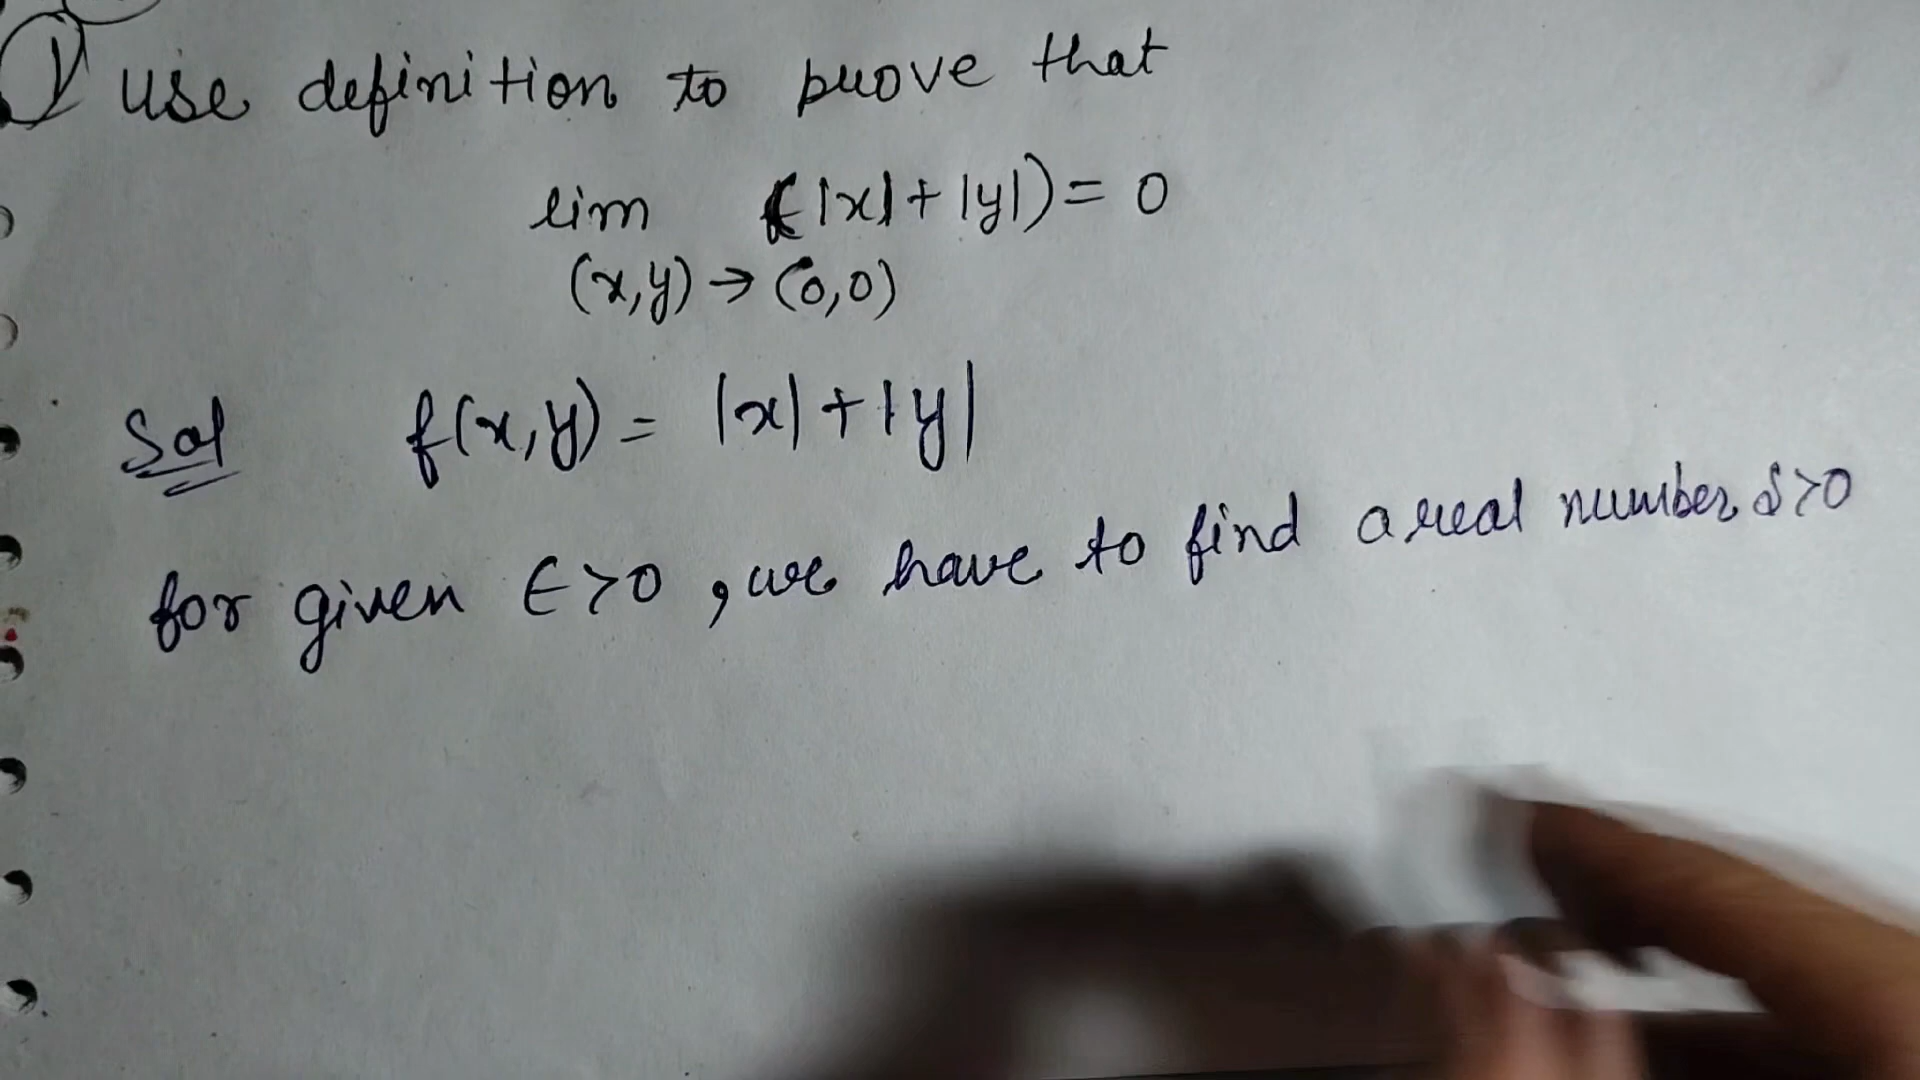 1) Use definition to prove that
lim (|x|+|y|) = 0
(x,y) → (0,0)
Sol f(x,y) = |x|+|y|
for given ϵ>0, we have to find a real number δ>0